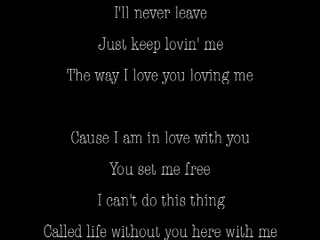 I'll never leave
Just keep lovin' me
The way I love you loving me
Cause I am in love with you
You set me free
I can't do this thing
Called life without you here with me